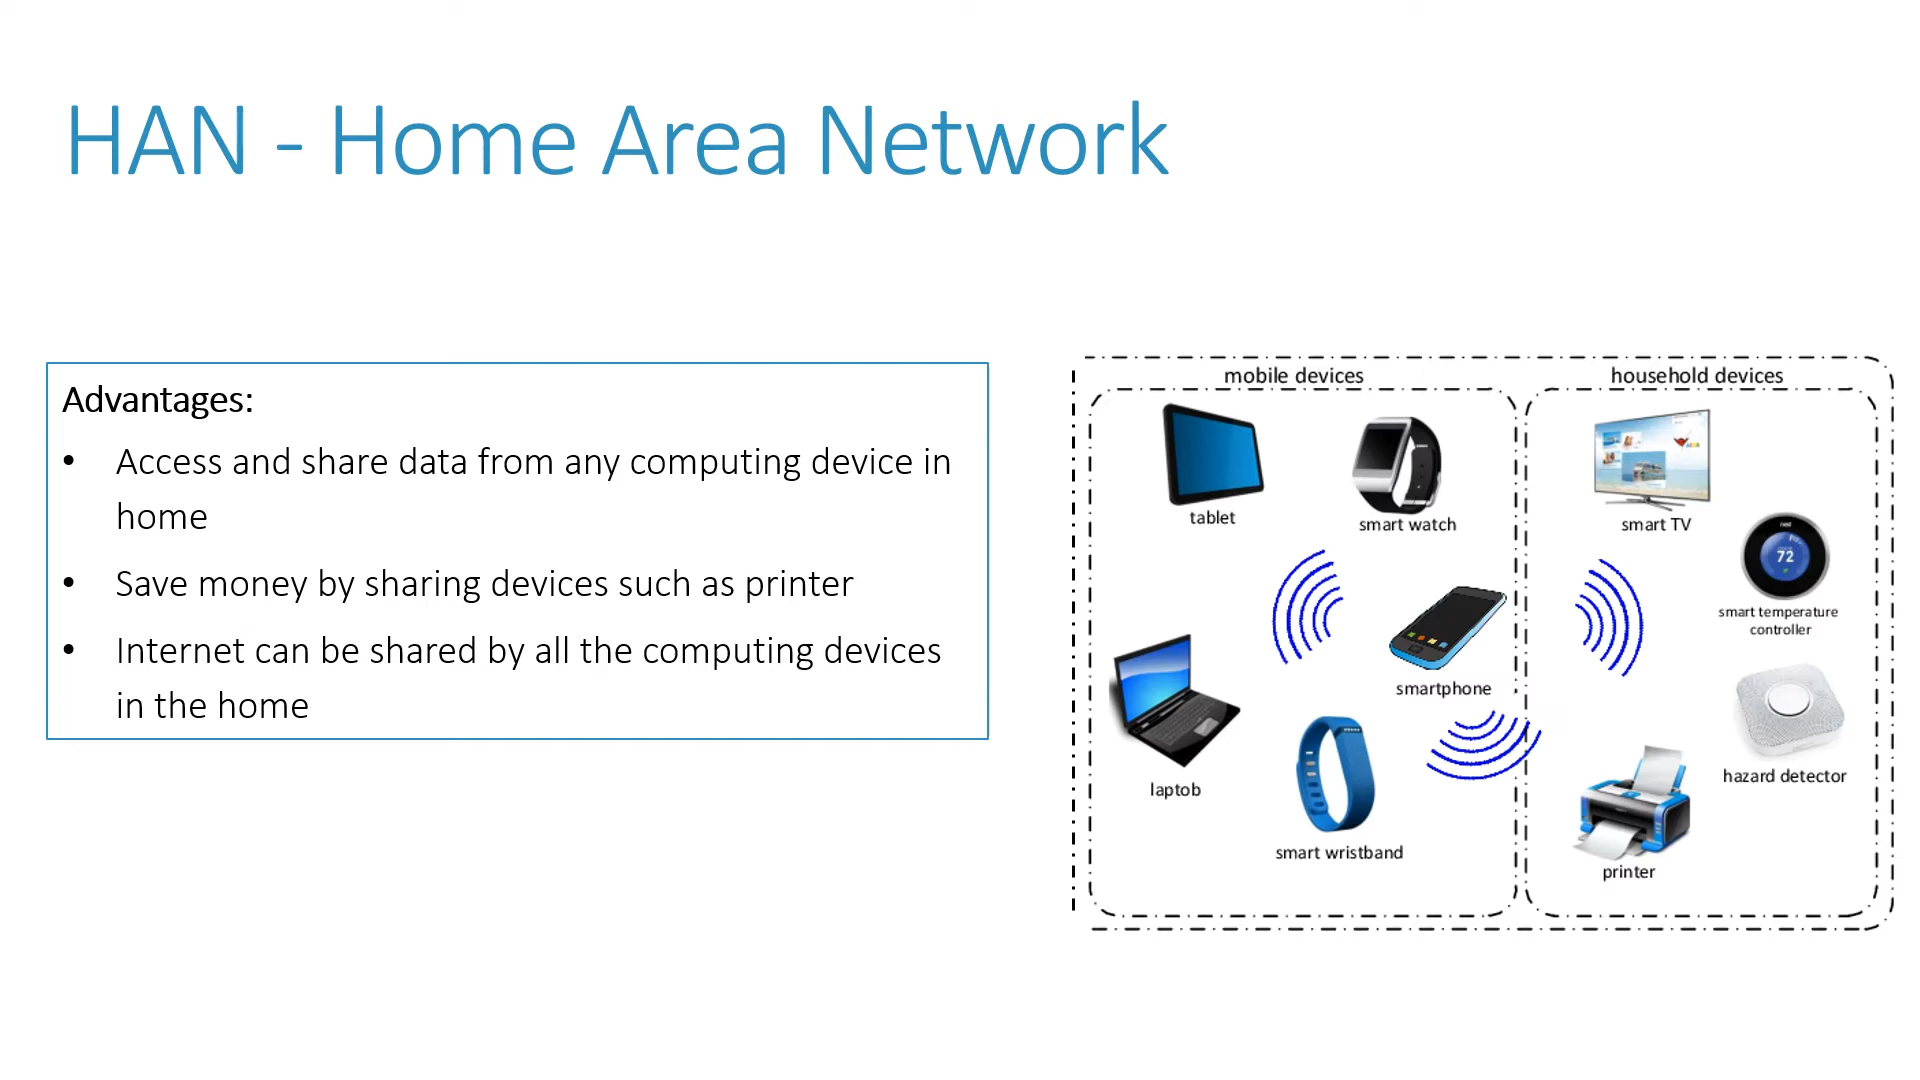 HAN - Home Area Network
Advantages:
• Access and share data from any computing device in
home
• Save money by sharing devices such as printer
• Internet can be shared by all the computing devices
in the home
mobile devices
tablet
smart watch
smartphone
laptob
smart wristband
household devices
smart TV
nest
72
smart temperature
controller
hazard detector
printer